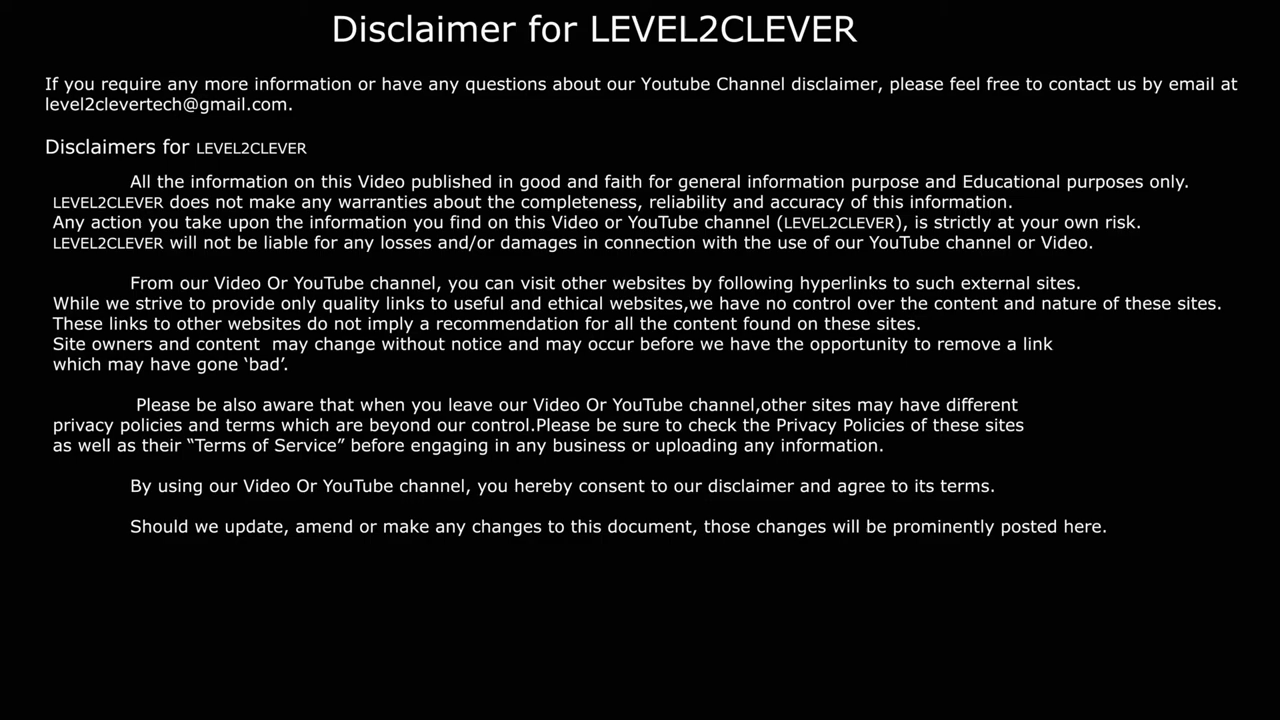 Disclaimer for LEVEL2CLEVER
If you require any more information or have any questions about our Youtube Channel disclaimer, please feel free to contact us by email at
level2clevertech@gmail.com.
Disclaimers for LEVEL2CLEVER
All the information on this Video published in good and faith for general information purpose and Educational purposes only.
LEVEL2CLEVER does not make any warranties about the completeness, reliability and accuracy of this information.
Any action you take upon the information you find on this Video or YouTube channel (LEVEL2CLEVER), is strictly at your own risk.
LEVEL2CLEVER will not be liable for any losses and/or damages in connection with the use of our YouTube channel or Video.
From our Video Or YouTube channel, you can visit other websites by following hyperlinks to such external sites.
While we strive to provide only quality links to useful and ethical websites,we have no control over the content and nature of these sites.
These links to other websites do not imply a recommendation for all the content found on these sites.
Site owners and content  may change without notice and may occur before we have the opportunity to remove a link
which may have gone ‘bad’.
Please be also aware that when you leave our Video Or YouTube channel,other sites may have different
privacy policies and terms which are beyond our control.Please be sure to check the Privacy Policies of these sites
as well as their “Terms of Service” before engaging in any business or uploading any information.
By using our Video Or YouTube channel, you hereby consent to our disclaimer and agree to its terms.
Should we update, amend or make any changes to this document, those changes will be prominently posted here.